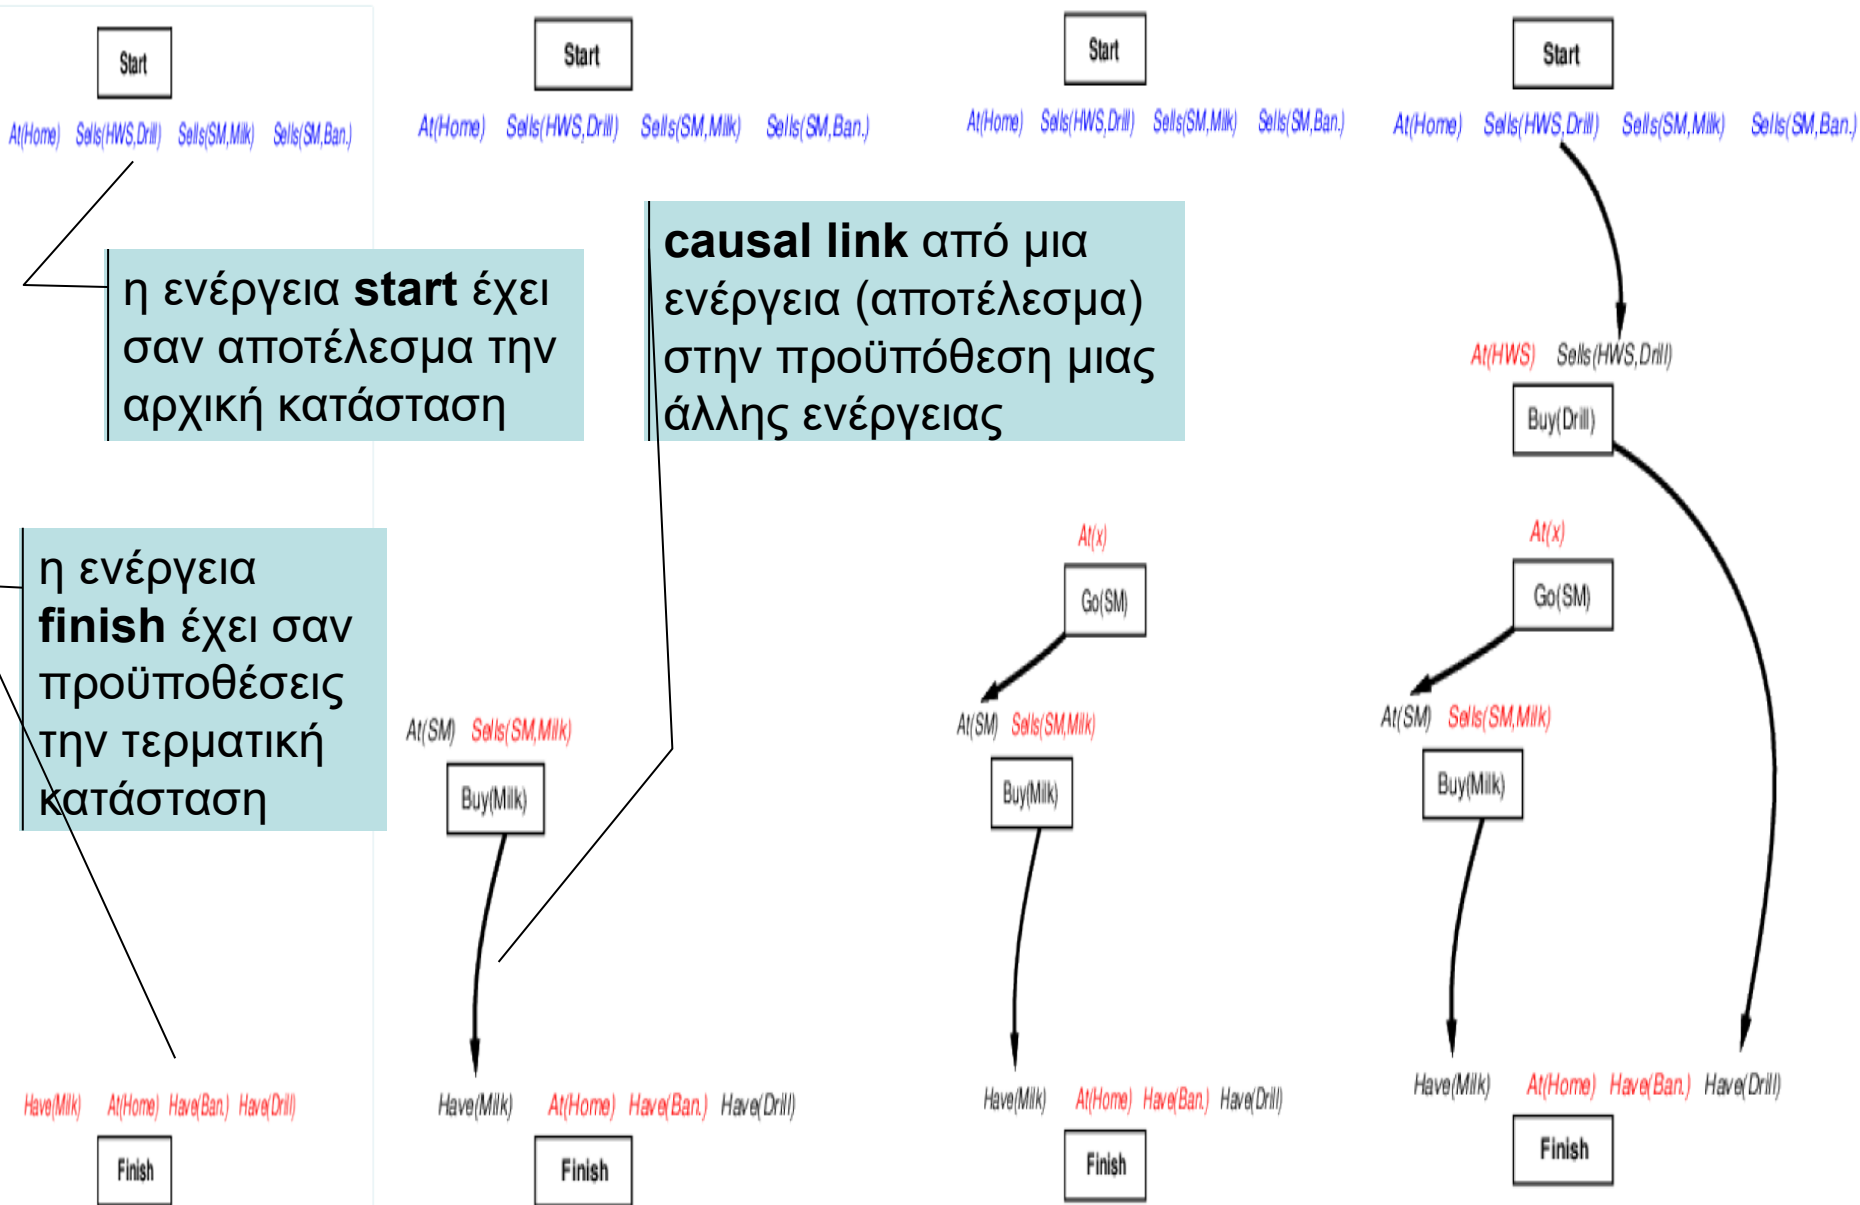 Start
At(Home) Sells(HWS,Drill) Sells(SM,Milk) Sells(SM,Ban.)
η ενέργεια start έχει
σαν αποτέλεσμα την
αρχική κατάσταση
η ενέργεια
finish έχει σαν
προϋποθέσεις
την τερματική
κατάσταση
Have(Milk) At(Home) Have(Ban.) Have(Drill)
Finish
Start
At(Home) Sells(HWS,Drill) Sells(SM,Milk) Sells(SM,Ban.)
causal link από μια
ενέργεια (αποτέλεσμα)
στην προϋπόθεση μιας
άλλης ενέργειας
At(SM) Sells(SM,Milk)
Buy(Milk)
Have(Milk) At(Home) Have(Ban.) Have(Drill)
Finish
Start
At(Home) Sells(HWS,Drill) Sells(SM,Milk) Sells(SM,Ban.)
At(x)
Go(SM)
At(SM) Sells(SM,Milk)
Buy(Milk)
Have(Milk) At(Home) Have(Ban.) Have(Drill)
Finish
Start
At(Home) Sells(HWS,Drill) Sells(SM,Milk) Sells(SM,Ban.)
At(HWS) Sells(HWS,Drill)
Buy(Drill)
At(x)
Go(SM)
At(SM) Sells(SM,Milk)
Buy(Milk)
Have(Milk) At(Home) Have(Ban.) Have(Drill)
Finish